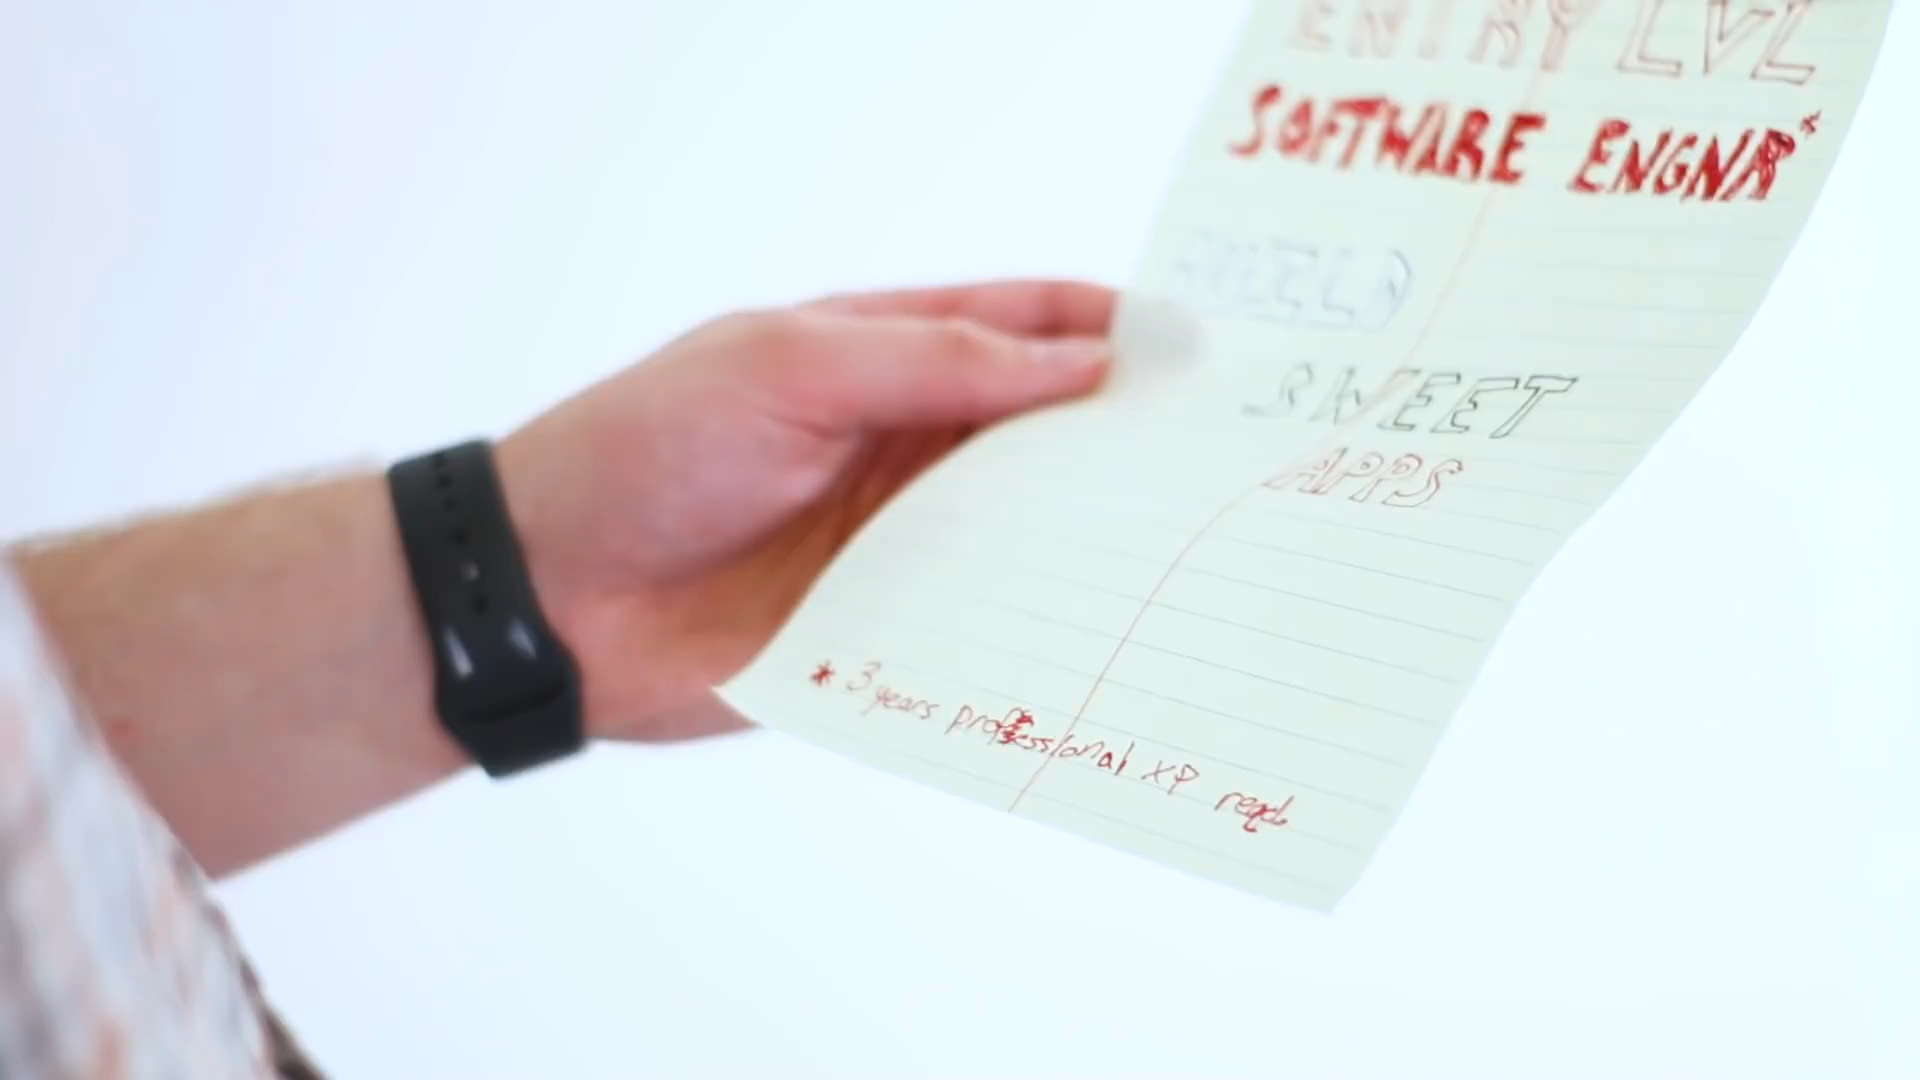 ENTRY LVL
SOFTWARE ENGNR*
BUILD
SWEET
APPS
* 3 years professional XP reqd